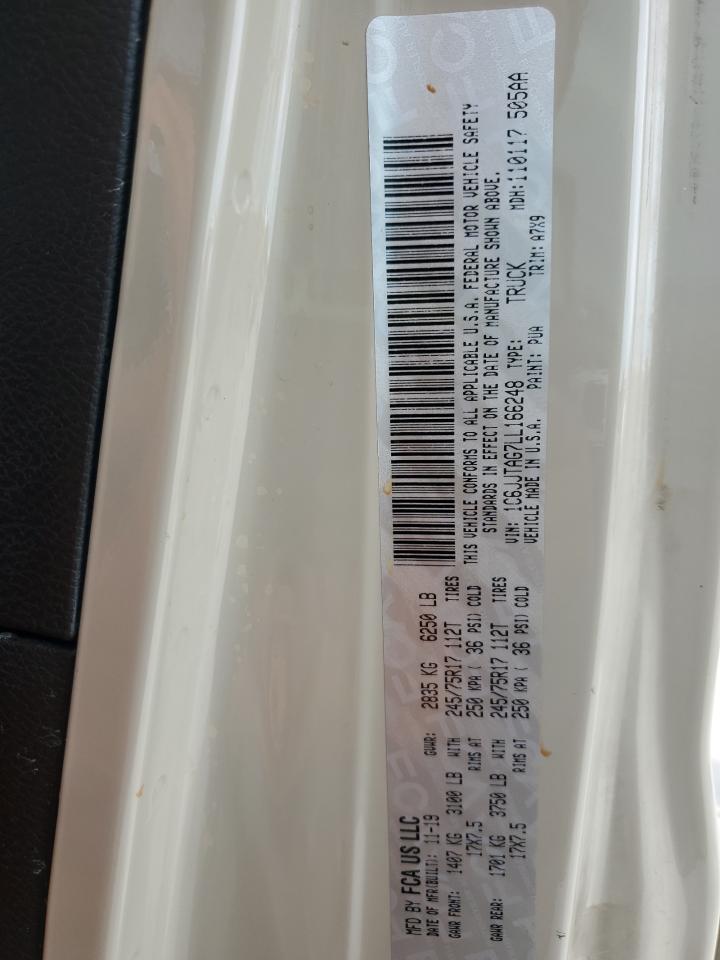 MFD BY FCA US LLC
DATE OF MFR(BUILT): 11-19 GVWR: 2835 KG 6250 LB
GAWR FRONT: 1407 KG 3100 LB WITH 245/75R17 112T TIRES
17X7.5 RIMS AT 250 KPA ( 36 PSI) COLD
GAWR REAR: 1701 KG 3750 LB WITH 245/75R17 112T TIRES
17X7.5 RIMS AT 250 KPA ( 36 PSI) COLD
THIS VEHICLE CONFORMS TO ALL APPLICABLE U.S.A. FEDERAL MOTOR VEHICLE SAFETY
STANDARDS IN EFFECT ON THE DATE OF MANUFACTURE SHOWN ABOVE.
VIN: 1C6JJTAG7LL166248 TYPE: TRUCK MDH:110117 505AA
VEHICLE MADE IN U.S.A. PAINT: PUA TRIM: A7X9